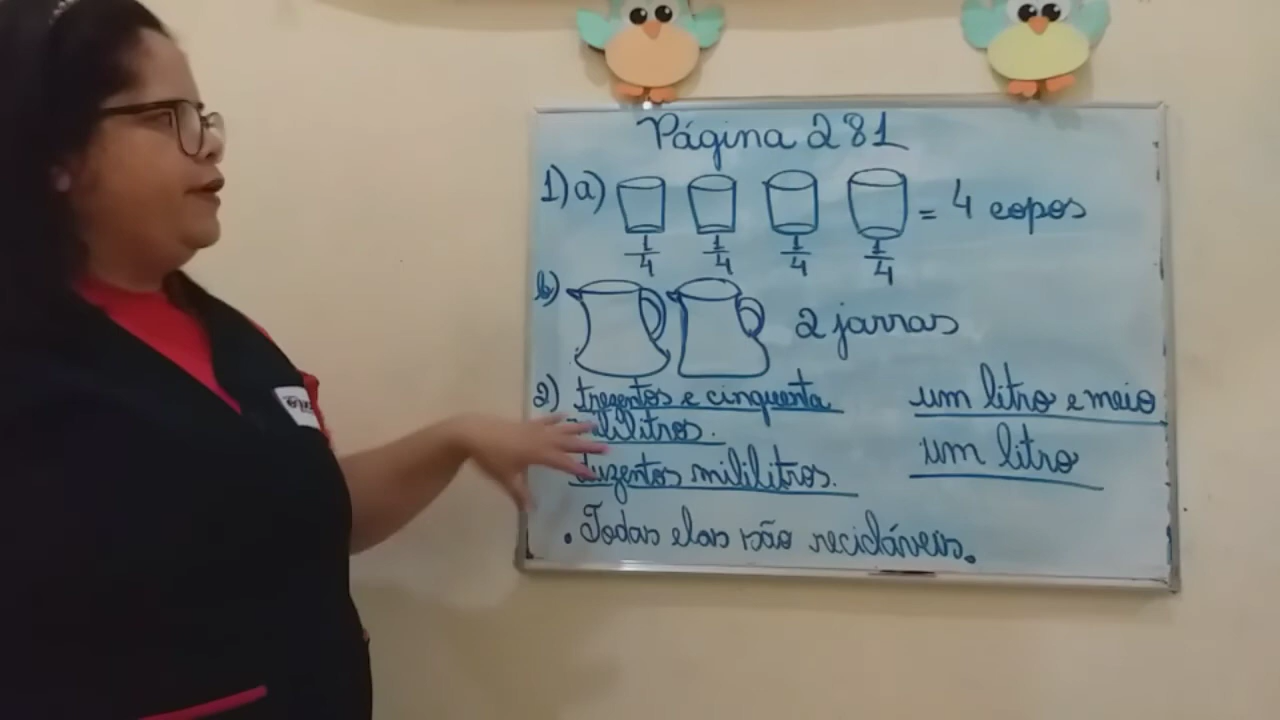 Página 281
1) a) = 4 copos
1/4 1/4 1/4 1/4
b) 2 jarras
2) trezentos e cinquenta um litro e meio
mililitros. um litro
duzentos mililitros.
. Todas elas são recicláveis.